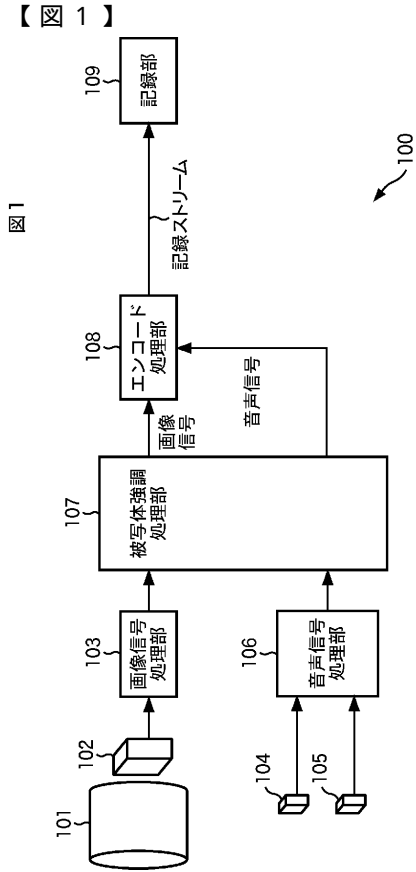 【図1】
図1
101
102
103
画像信号
処理部
104
105
106
音声信号
処理部
107
被写体強調
処理部
画像
信号
音声信号
108
エンコード
処理部
記録ストリーム
109
記録部
100